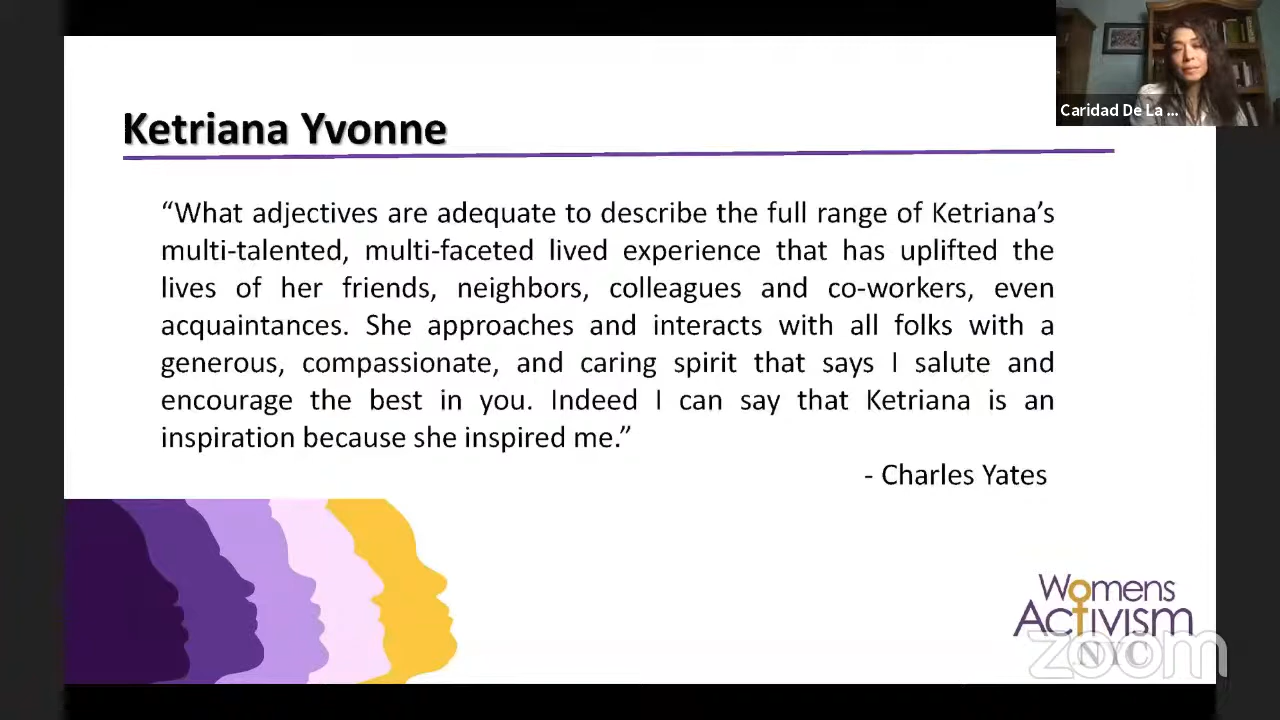 Caridad De La ...
Ketriana Yvonne
“What adjectives are adequate to describe the full range of Ketriana’s
multi-talented, multi-faceted lived experience that has uplifted the
lives of her friends, neighbors, colleagues and co-workers, even
acquaintances. She approaches and interacts with all folks with a
generous, compassionate, and caring spirit that says I salute and
encourage the best in you. Indeed I can say that Ketriana is an
inspiration because she inspired me.”
- Charles Yates
Womens
Activism
.NYC
zoom